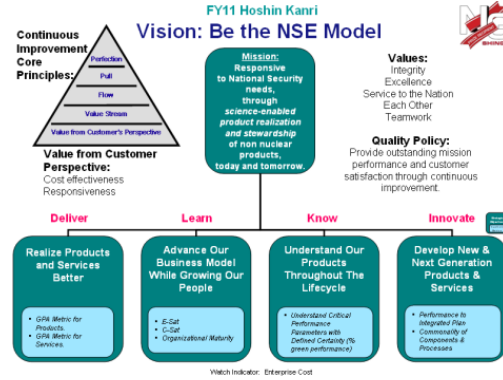 FY11 Hoshin Kanri
Vision: Be the NSE Model
Continuous
Improvement
Core
Principles:
Perfection
Pull
Flow
Value Stream
Value from Customer's Perspective
Value from Customer
Perspective:
Cost effectiveness
Responsiveness
Mission:
Responsive
to National Security
needs,
through
science-enabled
product realization
and stewardship
of non nuclear
products,
today and tomorrow.
Values:
Integrity
Excellence
Service to the Nation
Each Other
Teamwork
Quality Policy:
Provide outstanding mission
performance and customer
satisfaction through continuous
improvement.
Deliver
Learn
Know
Innovate
Realize Products
and Services
Better
GPA Metric for
Products.
GPA Metric for
Services.
Advance Our
Business Model
While Growing Our
People
E-Sat
C-Sat
Organizational Maturity
Understand Our
Products
Throughout The
Lifecycle
Understand Critical
Performance
Parameters with
Defined Certainty (%
green performance)
Develop New &
Next Generation
Products &
Services
Performance to
Integrated Plan
Commonality of
Components &
Processes
Watch Indicator: Enterprise Cost